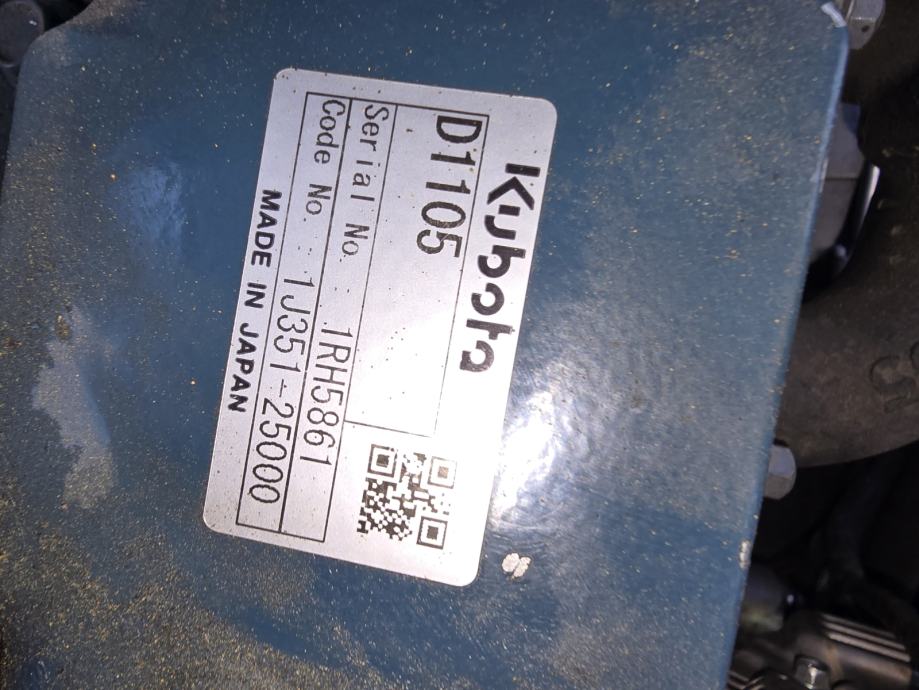 Kubota
D1105
Serial No. 1RH5861
Code No. 1J351-25000
MADE IN JAPAN